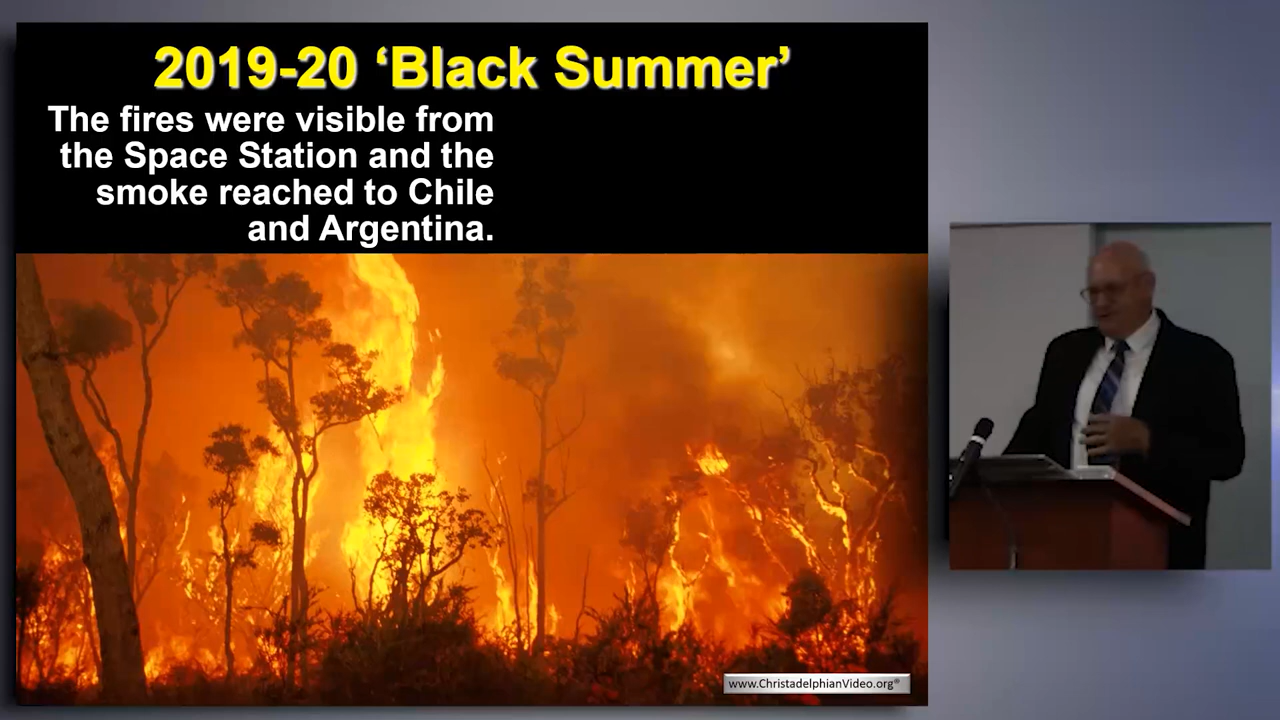 2019-20 ‘Black Summer’
The fires were visible from
the Space Station and the
smoke reached to Chile
and Argentina.
www.ChristadelphianVideo.org®